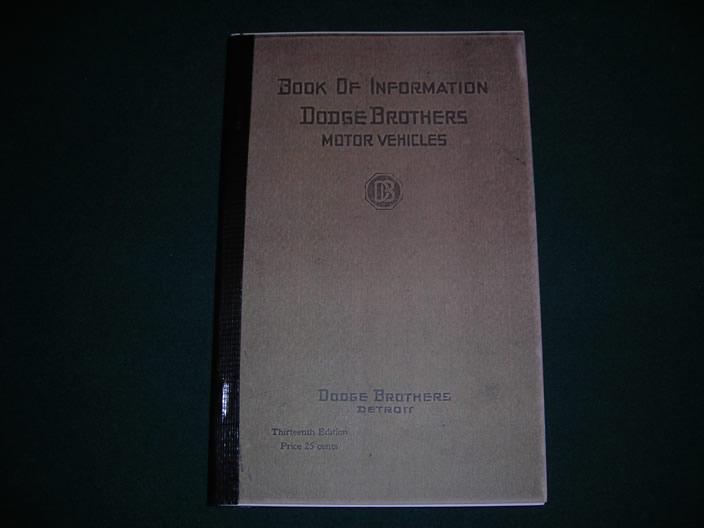 Book Of Information
Dodge Brothers
MOTOR VEHICLES
DB
Dodge Brothers
DETROIT
Thirteenth Edition
Price 25 cents